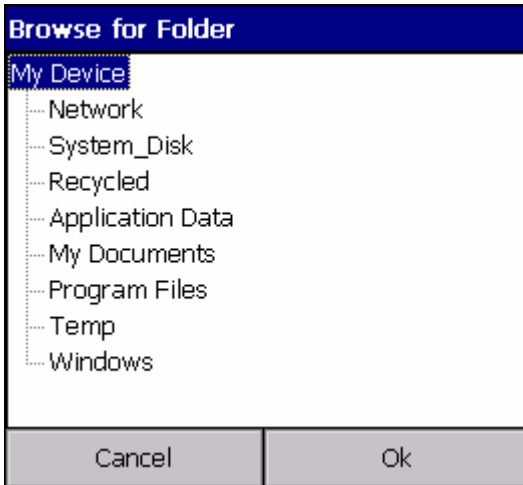 Browse for Folder
My Device
Network
System_Disk
Recycled
Application Data
My Documents
Program Files
Temp
Windows
Cancel Ok